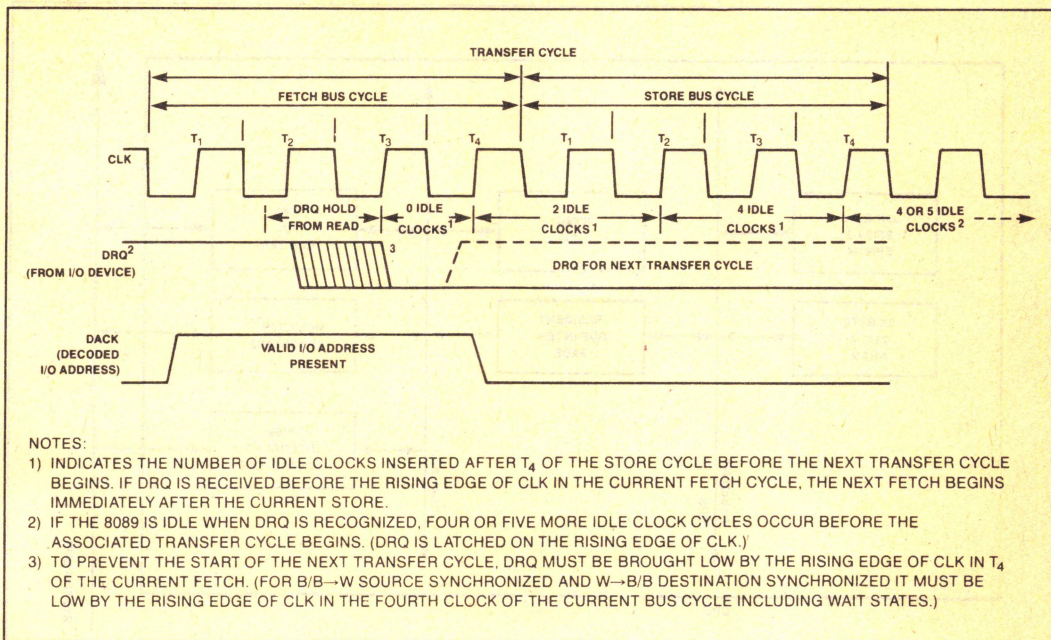 TRANSFER CYCLE
FETCH BUS CYCLE STORE BUS CYCLE
T1 T2 T3 T4 T1 T2 T3 T4
CLK
DRQ HOLD FROM READ
0 IDLE CLOCKS1
2 IDLE CLOCKS1
4 IDLE CLOCKS1
4 OR 5 IDLE CLOCKS2
DRQ2
(FROM I/O DEVICE)
3
DRQ FOR NEXT TRANSFER CYCLE
DACK
(DECODED
I/O ADDRESS)
VALID I/O ADDRESS
PRESENT
NOTES:
1) INDICATES THE NUMBER OF IDLE CLOCKS INSERTED AFTER T4 OF THE STORE CYCLE BEFORE THE NEXT TRANSFER CYCLE
BEGINS. IF DRQ IS RECEIVED BEFORE THE RISING EDGE OF CLK IN THE CURRENT FETCH CYCLE, THE NEXT FETCH BEGINS
IMMEDIATELY AFTER THE CURRENT STORE.
2) IF THE 8089 IS IDLE WHEN DRQ IS RECOGNIZED, FOUR OR FIVE MORE IDLE CLOCK CYCLES OCCUR BEFORE THE
ASSOCIATED TRANSFER CYCLE BEGINS. (DRQ IS LATCHED ON THE RISING EDGE OF CLK.)
3) TO PREVENT THE START OF THE NEXT TRANSFER CYCLE, DRQ MUST BE BROUGHT LOW BY THE RISING EDGE OF CLK IN T4
OF THE CURRENT FETCH. (FOR B/B→W SOURCE SYNCHRONIZED AND W→B/B DESTINATION SYNCHRONIZED IT MUST BE
LOW BY THE RISING EDGE OF CLK IN THE FOURTH CLOCK OF THE CURRENT BUS CYCLE INCLUDING WAIT STATES.)